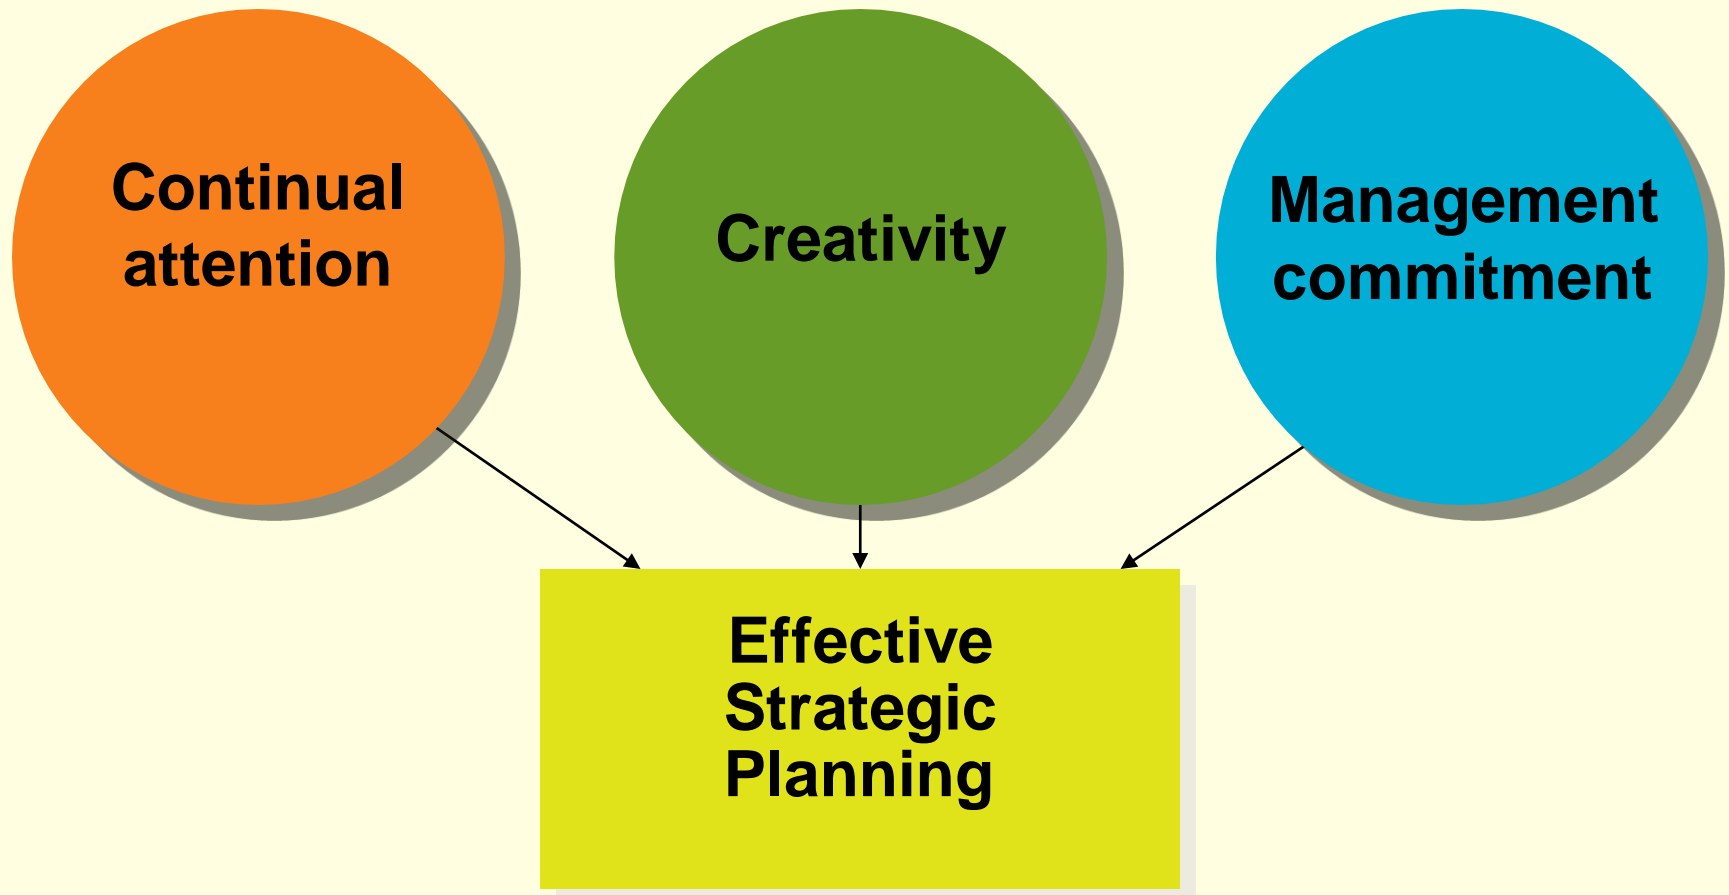 Continual
attention
Creativity
Management
commitment
Effective
Strategic
Planning